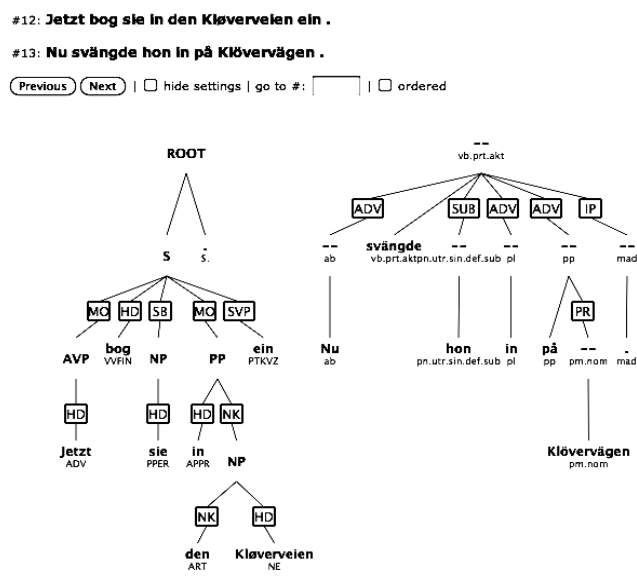 #12: Jetzt bog sie in den Kløverveien ein .
#13: Nu svängde hon in på Klövervägen .
Previous Next | hide settings | go to #: | ordered
--
ROOT vb.prt.akt
ADV SUB ADV ADV IP
S $. -- svängde -- -- -- --
ab vb.prt.akt pn.utr.sin.def.sub pl pp mad
MO HD SB MO SVP PR
AVP bog NP PP ein Nu hon in på -- .
VVFIN PTKVZ ab pn.utr.sin.def.sub pl pp pm.nom mad
HD HD HD NK
Jetzt sie in NP Klövervägen
ADV PPER APPR pm.nom
NK HD
den Kløverveien
ART NE